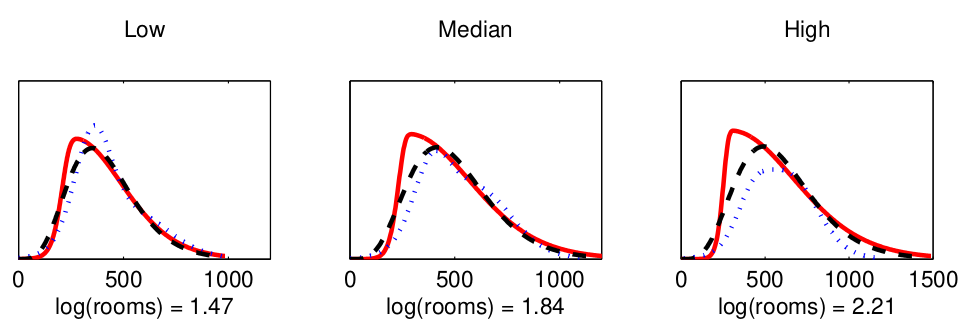 Low Median High
0 500 1000 0 500 1000 0 500 1000 1500
log(rooms) = 1.47 log(rooms) = 1.84 log(rooms) = 2.21